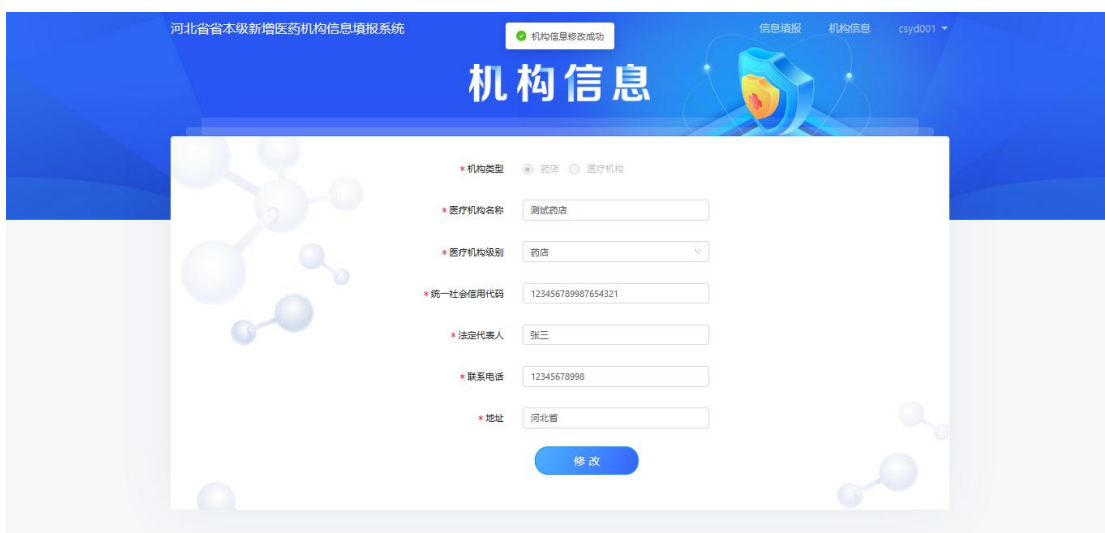 河北省省本级新增医药机构信息填报系统
机构信息修改成功
信息填报 机构信息 csyd001
机构信息
* 机构类型 药店 医疗机构
* 医疗机构名称 测试药店
* 医疗机构级别 药店
* 统一社会信用代码 123456789987654321
* 法定代表人 张三
* 联系电话 12345678998
* 地址 河北省
修改